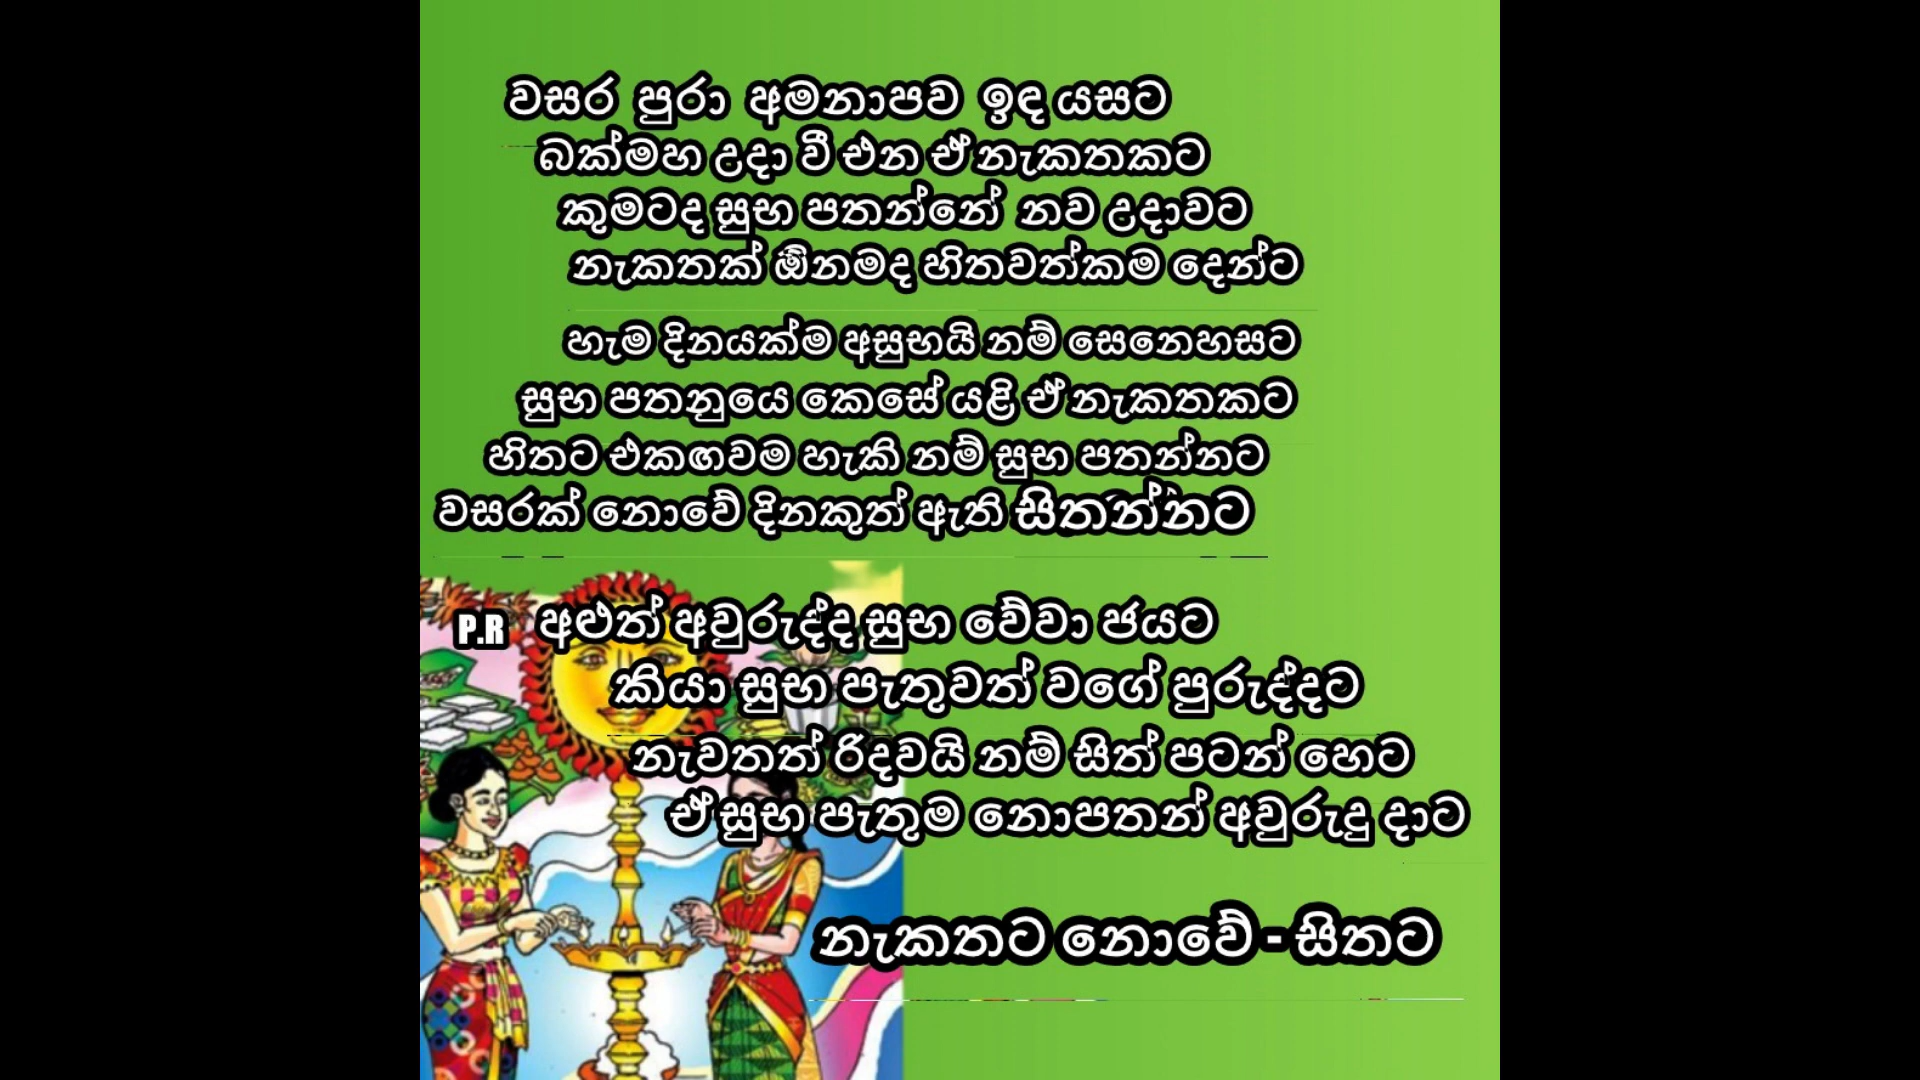 වසර පුරා අමනාපව ඉඳ යසට
බක්මහ උදා වී එන ඒ නැකතකට
කුමටද සුභ පතන්නේ නව උදාවට
නැකතක් ඕනමද හිතවත්කම දෙන්ට
හැම දිනයක්ම අසුභයි නම් සෙනෙහසට
සුභ පතනුයෙ කෙසේ යළි ඒ නැකතකට
හිතට එකඟවම හැකි නම් සුභ පතන්නට
වසරක් නොවේ දිනකුත් ඇති සිතන්නට
P.R අළුත් අවුරුද්ද සුභ වේවා ජයට
කියා සුභ පැතුවත් වගේ පුරුද්දට
නැවතත් රිදවයි නම් සිත් පටන් හෙට
ඒ සුභ පැතුම නොපතන් අවුරුදු දාට
නැකතට නොවේ - සිතට